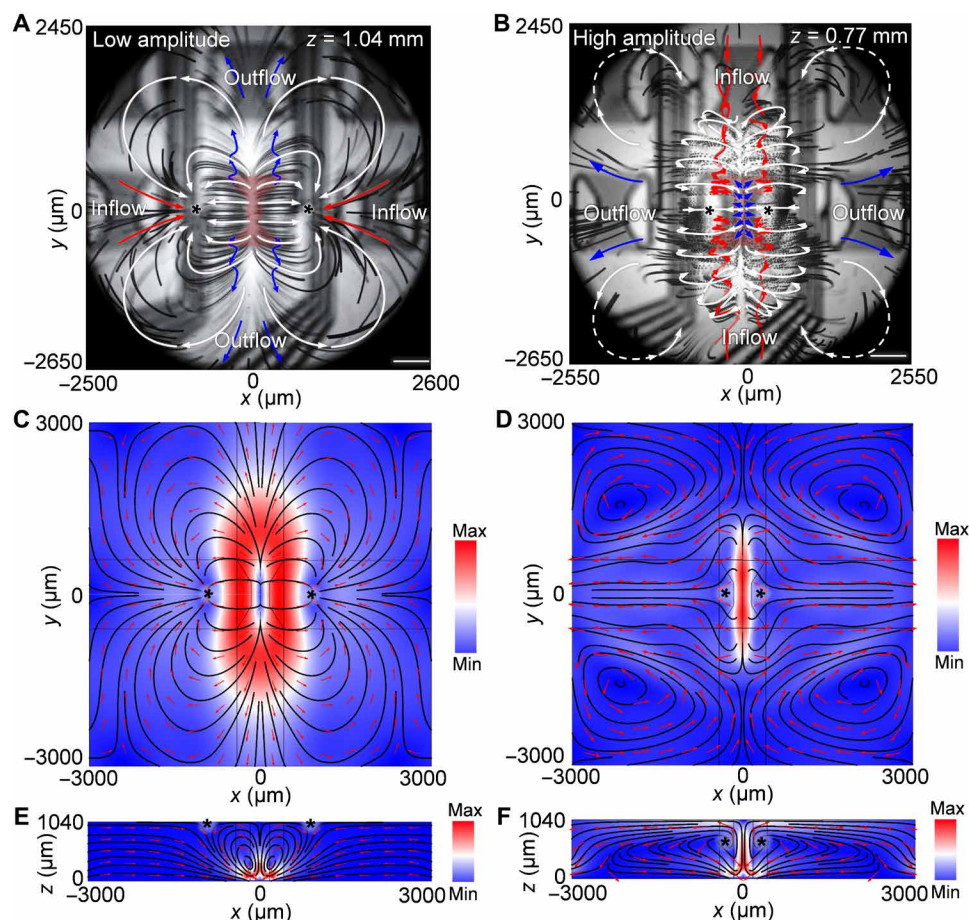 A
2450
Low amplitude
z = 1.04 mm
Outflow
y (μm)
0
Inflow
*
*
Inflow
Outflow
−2650
−2500
0
2600
x (μm)
B
2450
High amplitude
z = 0.77 mm
Inflow
y (μm)
0
Outflow
*
*
Outflow
Inflow
−2650
−2550
0
2550
x (μm)
C
3000
y (μm)
0
*
*
−3000
−3000
0
3000
x (μm)
Max
Min
D
3000
y (μm)
0
*
*
−3000
−3000
0
3000
x (μm)
Max
Min
E
1040
z (μm)
0
*
*
−3000
0
3000
x (μm)
Max
Min
F
1040
z (μm)
0
*
*
−3000
0
3000
x (μm)
Max
Min